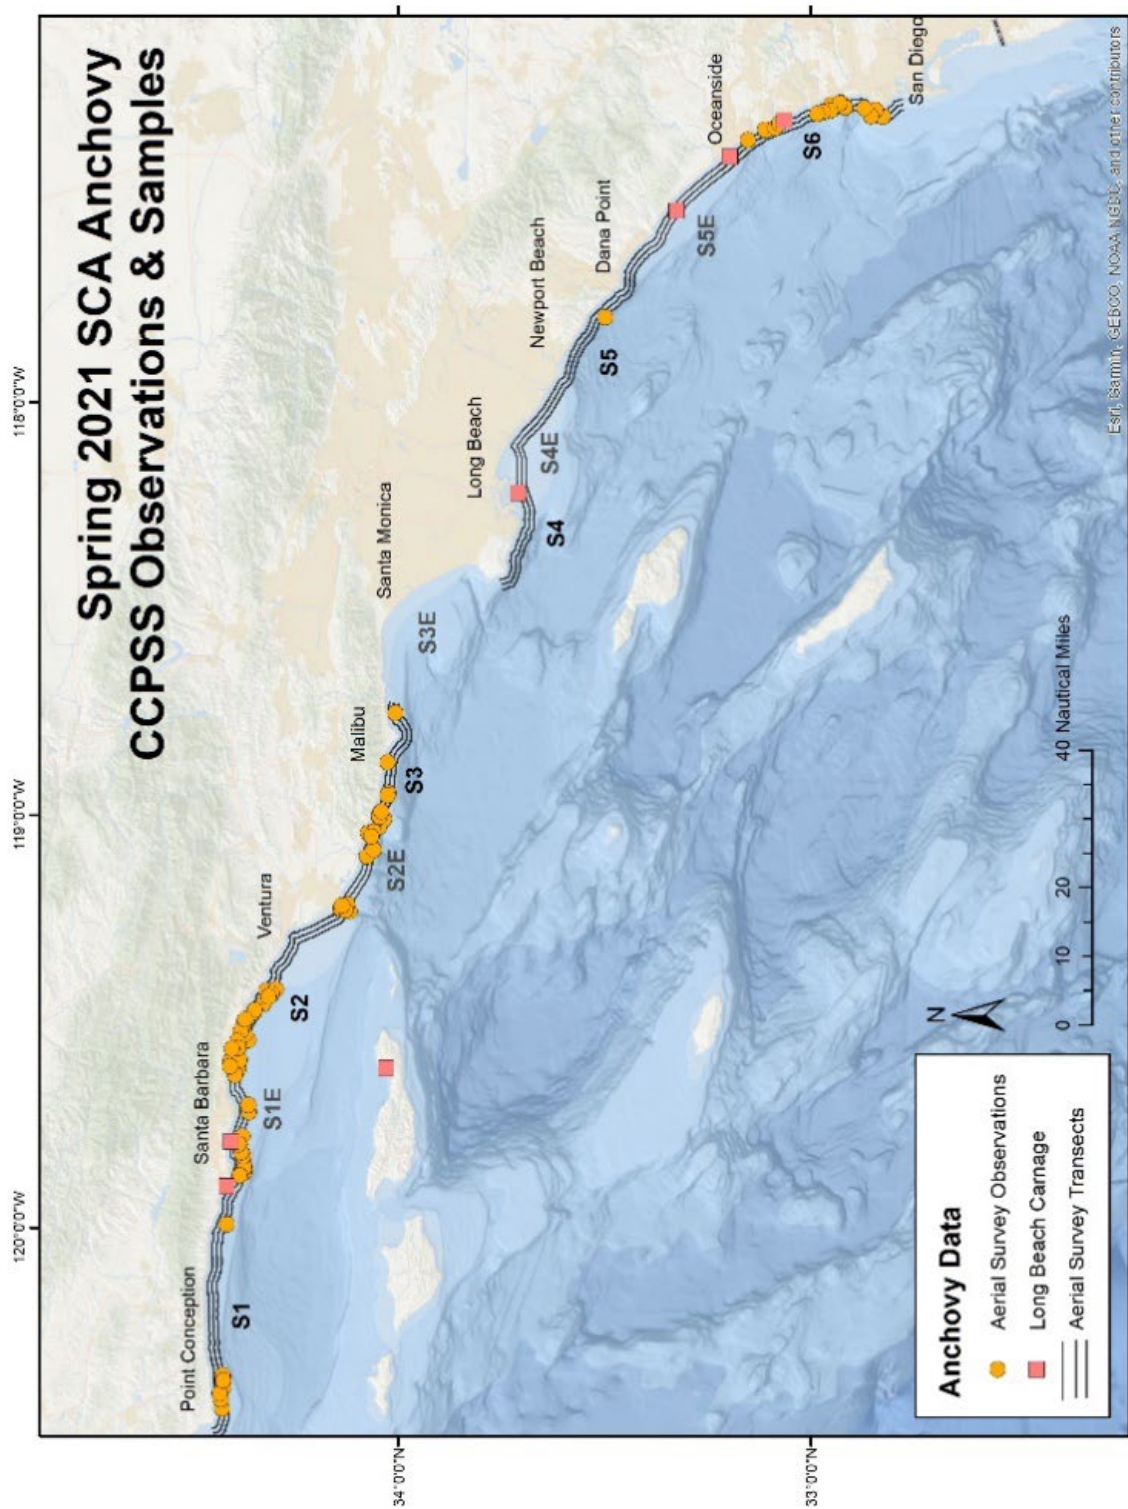 Spring 2021 SCA Anchovy
CCPSS Observations & Samples
120°0'0"W
119°0'0"W
118°0'0"W
34°0'0"N
33°0'0"N
Point Conception
S1
Santa Barbara
S1E
S2
Ventura
S2E
Malibu
S3
S3E
Santa Monica
Long Beach
S4
S4E
Newport Beach
S5
Dana Point
S5E
Oceanside
S6
San Diego
N
0 10 20 40 Nautical Miles
Anchovy Data
Aerial Survey Observations
Long Beach Carnage
Aerial Survey Transects
Esri, Garmin, GEBCO, NOAA NGDC, and other contributors